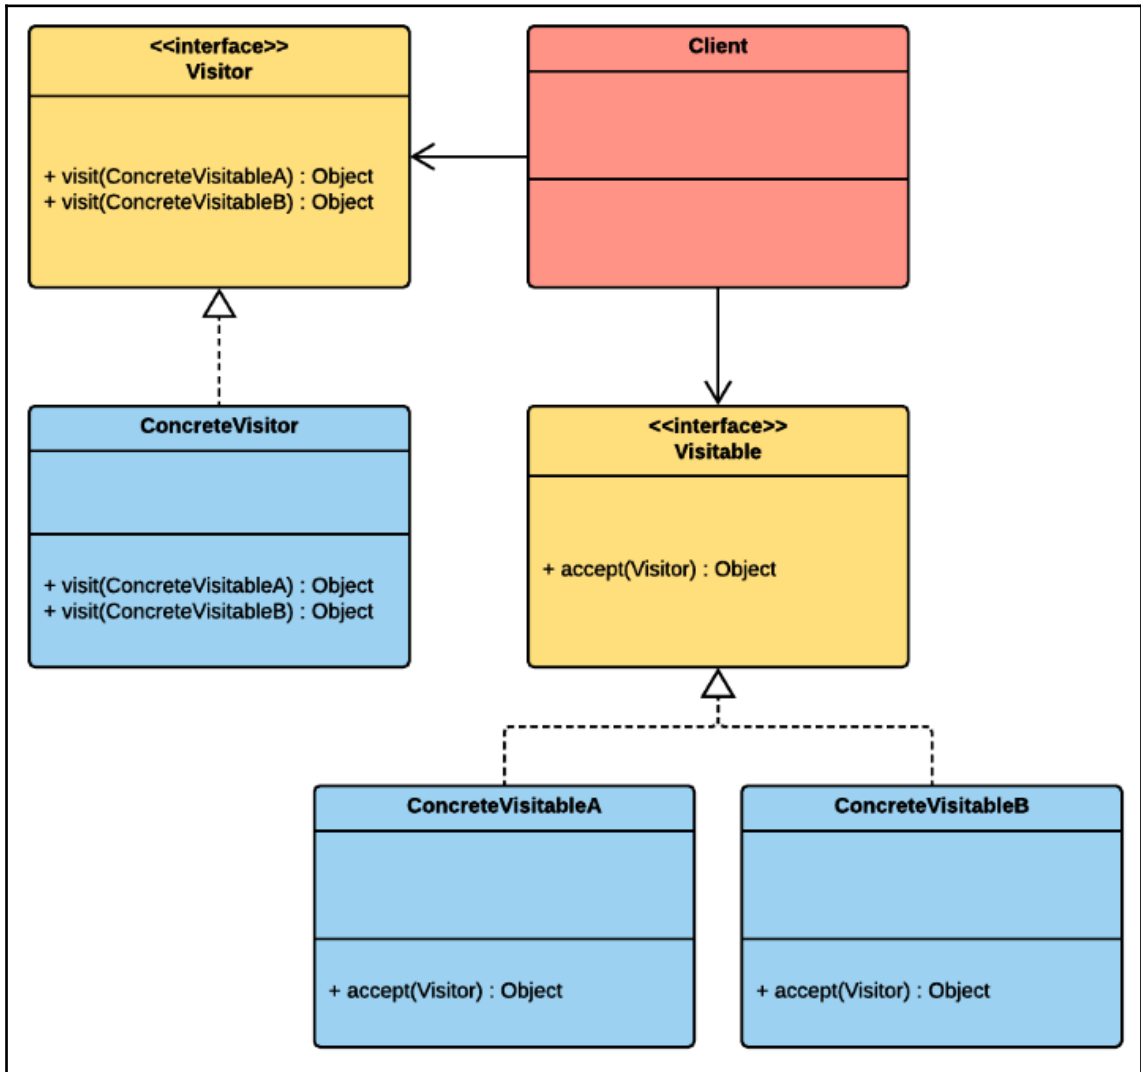 <<interface>>
Visitor
+ visit(ConcreteVisitableA) : Object
+ visit(ConcreteVisitableB) : Object
Client
ConcreteVisitor
+ visit(ConcreteVisitableA) : Object
+ visit(ConcreteVisitableB) : Object
<<interface>>
Visitable
+ accept(Visitor) : Object
ConcreteVisitableA
+ accept(Visitor) : Object
ConcreteVisitableB
+ accept(Visitor) : Object